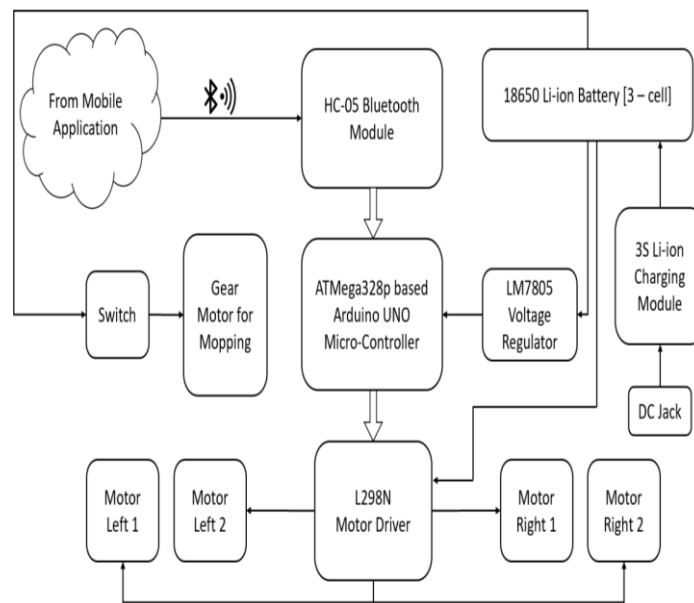 From Mobile
Application
HC-05 Bluetooth
Module
18650 Li-ion Battery [3 – cell]
Switch
Gear
Motor for
Mopping
ATMega328p based
Arduino UNO
Micro-Controller
LM7805
Voltage
Regulator
3S Li-ion
Charging
Module
DC Jack
Motor
Left 1
Motor
Left 2
L298N
Motor Driver
Motor
Right 1
Motor
Right 2